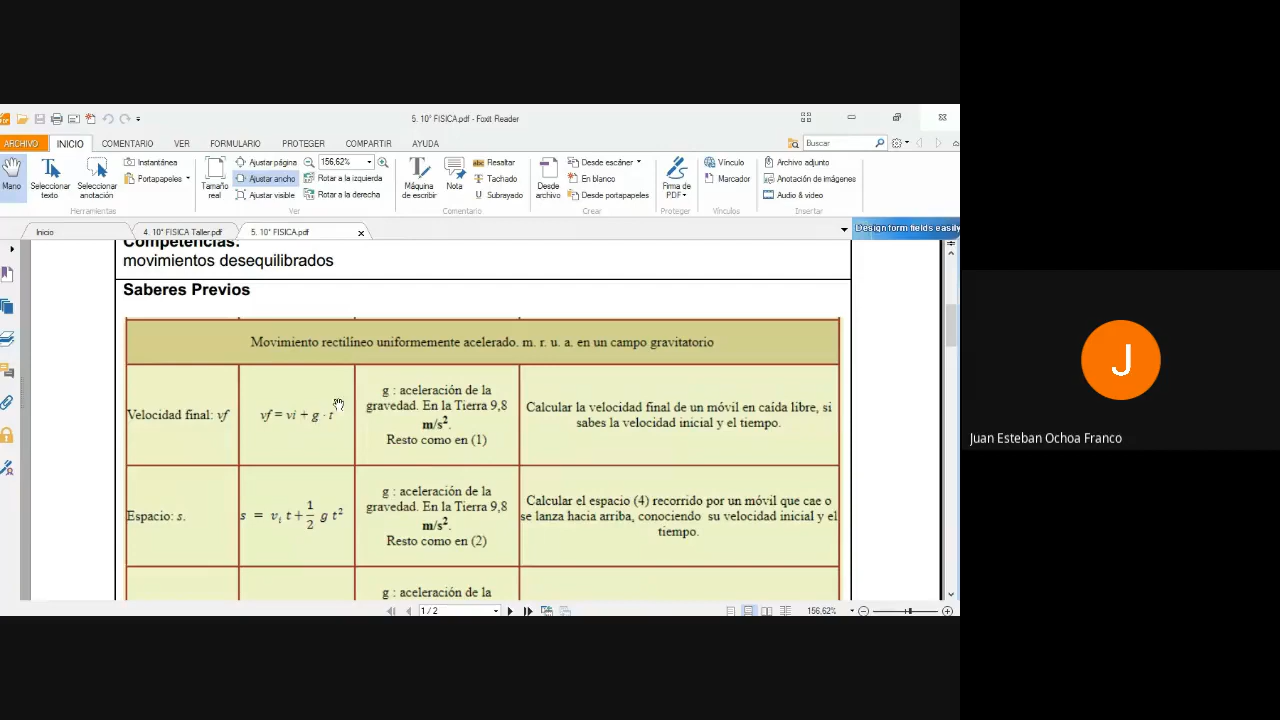 5. 10° FISICA.pdf - Foxit Reader
ARCHIVO INICIO COMENTARIO VER FORMULARIO PROTEGER COMPARTIR AYUDA Buscar
Mano
Seleccionar texto
Seleccionar anotación
Instantánea
Portapapeles
Herramientas
Tamaño real
Ajustar página
Ajustar ancho
Ajustar visible
156.62%
Rotar a la izquierda
Rotar a la derecha
Ver
Máquina de escribir
Nota
Resaltar
Tachado
Subrayado
Comentario
Desde archivo
Desde escáner
En blanco
Desde portapapeles
Crear
Firma de PDF
Proteger
Vínculo
Marcador
Vínculos
Archivo adjunto
Anotación de imágenes
Audio & video
Insertar
Inicio 4. 10° FISICA Taller.pdf 5. 10° FISICA.pdf Design form fields easily
Competencias:
movimientos desequilibrados
Saberes Previos
Movimiento rectilíneo uniformemente acelerado. m. r. u. a. en un campo gravitatorio
Velocidad final: vf
vf = vi + g · t
g : aceleración de la
gravedad. En la Tierra 9,8
m/s².
Resto como en (1)
Calcular la velocidad final de un móvil en caída libre, si
sabes la velocidad inicial y el tiempo.
Espacio: s.
s = vᵢ t + 1/2 g t²
g : aceleración de la
gravedad. En la Tierra 9,8
m/s².
Resto como en (2)
Calcular el espacio (4) recorrido por un móvil que cae o
se lanza hacia arriba, conociendo su velocidad inicial y el
tiempo.
g : aceleración de la
1 / 2
156.62%
J
Juan Esteban Ochoa Franco